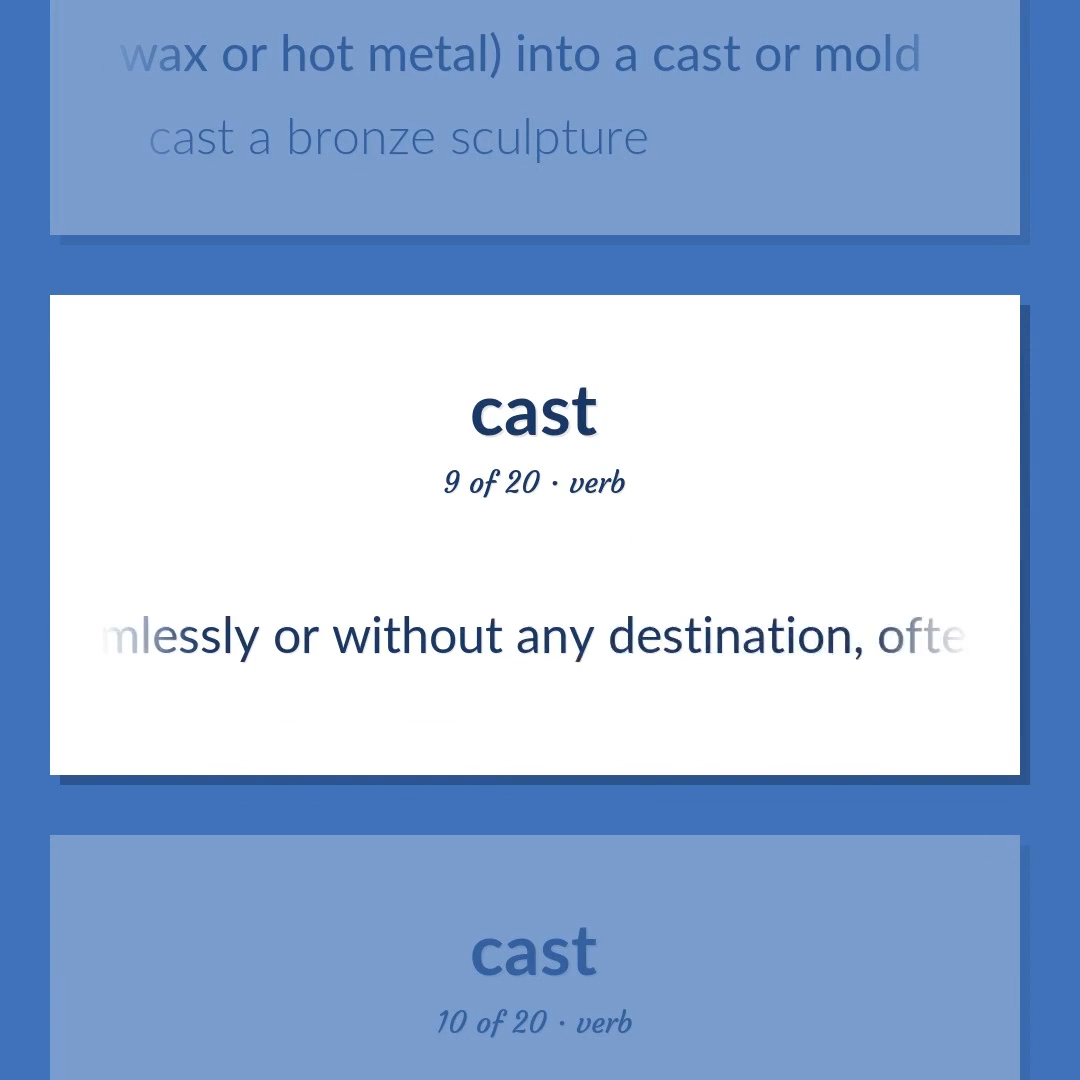 wax or hot metal) into a cast or mold
cast a bronze sculpture
cast
9 of 20 · verb
mlessly or without any destination, ofte
cast
10 of 20 · verb